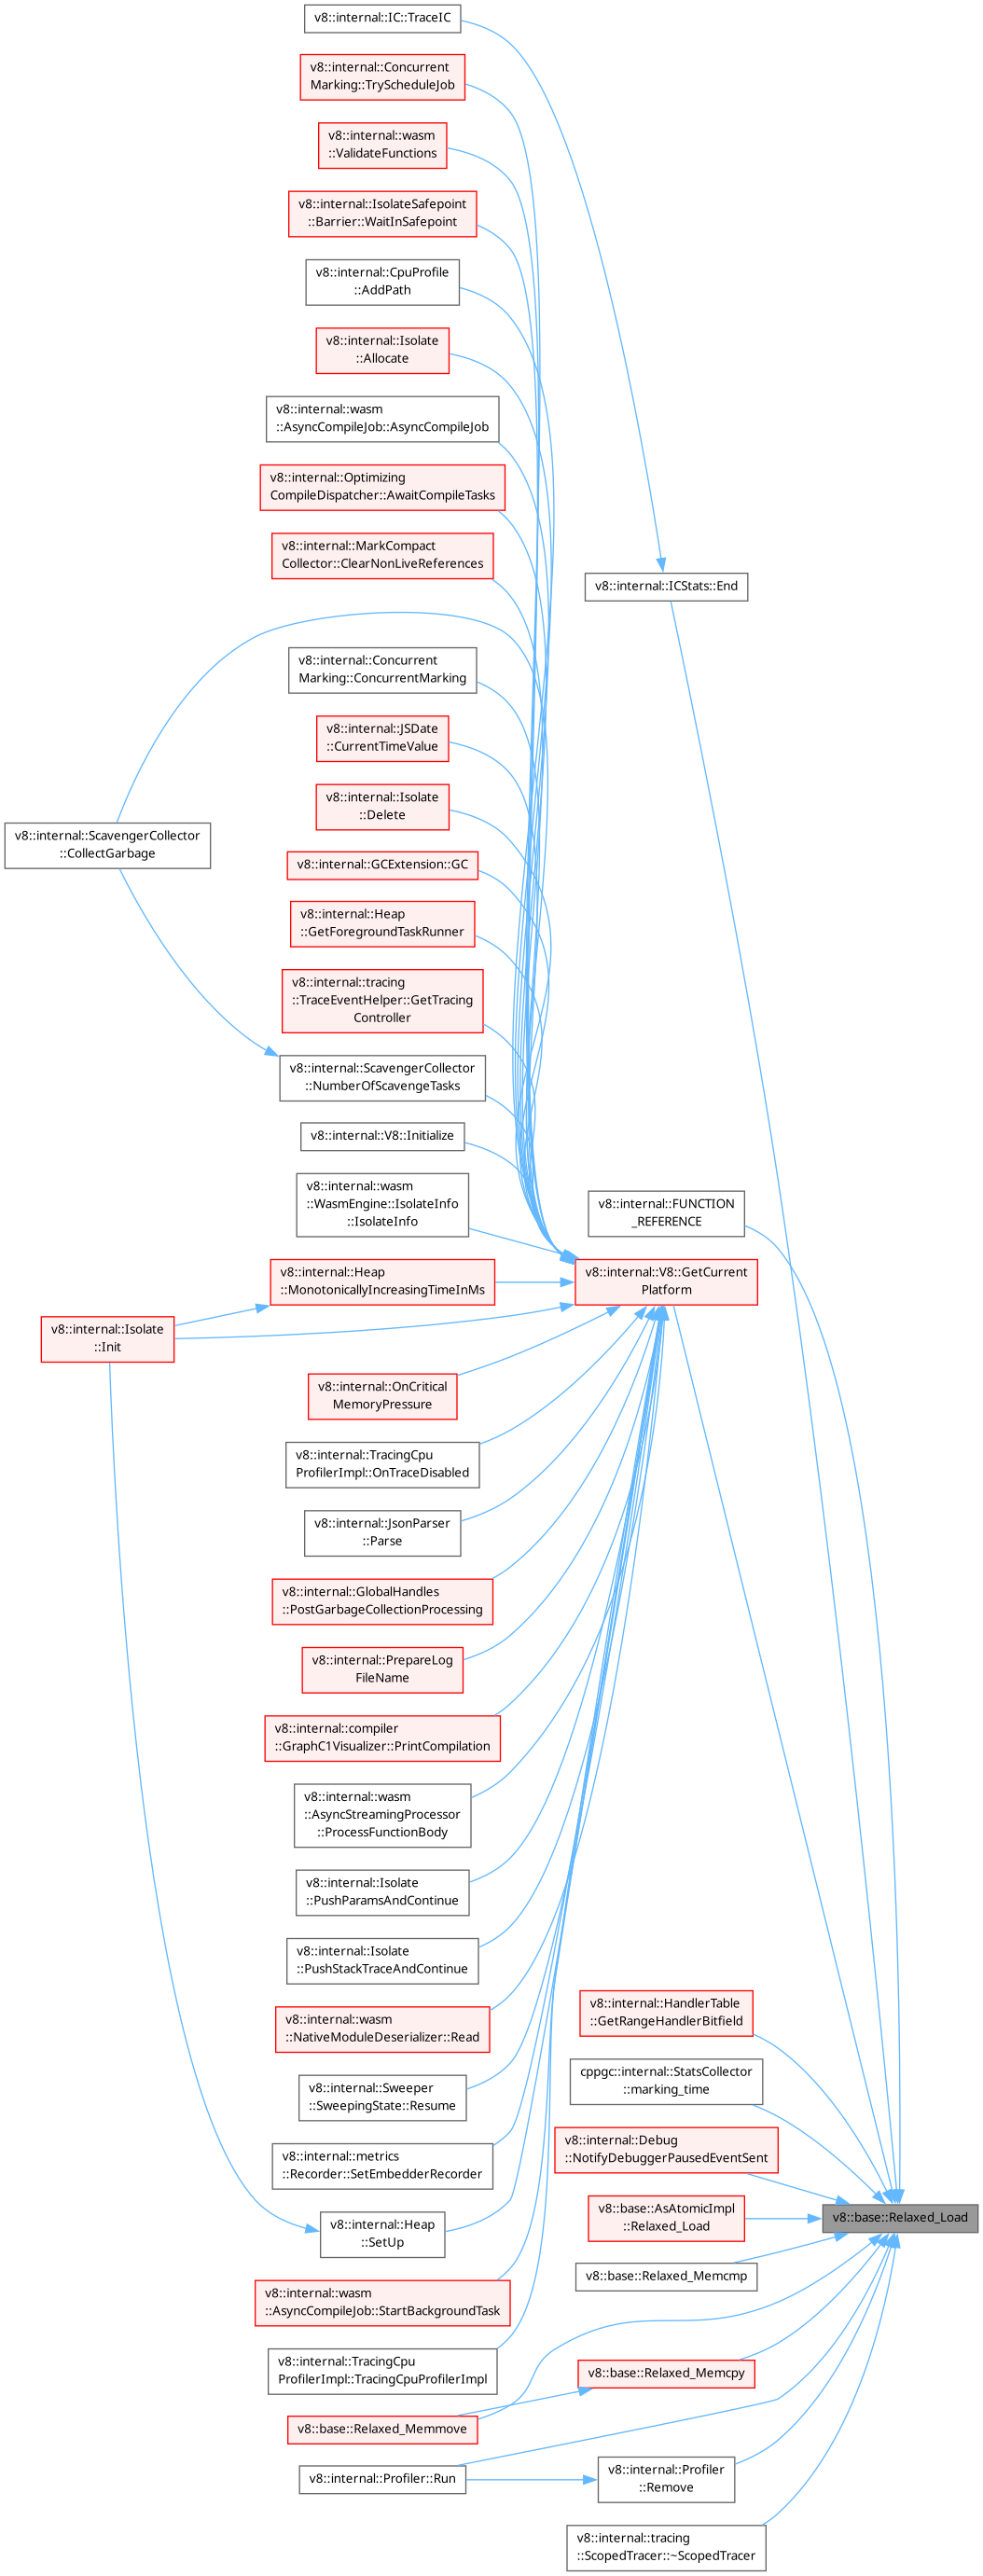 v8::internal::IC::TraceIC
v8::internal::Concurrent
Marking::TryScheduleJob
v8::internal::wasm
::ValidateFunctions
v8::internal::IsolateSafepoint
::Barrier::WaitInSafepoint
v8::internal::CpuProfile
::AddPath
v8::internal::Isolate
::Allocate
v8::internal::wasm
::AsyncCompileJob::AsyncCompileJob
v8::internal::Optimizing
CompileDispatcher::AwaitCompileTasks
v8::internal::MarkCompact
Collector::ClearNonLiveReferences
v8::internal::ICStats::End
v8::internal::Concurrent
Marking::ConcurrentMarking
v8::internal::JSDate
::CurrentTimeValue
v8::internal::Isolate
::Delete
v8::internal::ScavengerCollector
::CollectGarbage
v8::internal::GCExtension::GC
v8::internal::Heap
::GetForegroundTaskRunner
v8::internal::tracing
::TraceEventHelper::GetTracing
Controller
v8::internal::ScavengerCollector
::NumberOfScavengeTasks
v8::internal::V8::Initialize
v8::internal::wasm
::WasmEngine::IsolateInfo
::IsolateInfo
v8::internal::FUNCTION
_REFERENCE
v8::internal::Heap
::MonotonicallyIncreasingTimeInMs
v8::internal::V8::GetCurrent
Platform
v8::internal::Isolate
::Init
v8::internal::OnCritical
MemoryPressure
v8::internal::TracingCpu
ProfilerImpl::OnTraceDisabled
v8::internal::JsonParser
::Parse
v8::internal::GlobalHandles
::PostGarbageCollectionProcessing
v8::internal::PrepareLog
FileName
v8::internal::compiler
::GraphC1Visualizer::PrintCompilation
v8::internal::wasm
::AsyncStreamingProcessor
::ProcessFunctionBody
v8::internal::Isolate
::PushParamsAndContinue
v8::internal::Isolate
::PushStackTraceAndContinue
v8::internal::HandlerTable
::GetRangeHandlerBitfield
v8::internal::wasm
::NativeModuleDeserializer::Read
cppgc::internal::StatsCollector
::marking_time
v8::internal::Sweeper
::SweepingState::Resume
v8::internal::Debug
::NotifyDebuggerPausedEventSent
v8::internal::metrics
::Recorder::SetEmbedderRecorder
v8::base::AsAtomicImpl
::Relaxed_Load
v8::base::Relaxed_Load
v8::internal::Heap
::SetUp
v8::base::Relaxed_Memcmp
v8::internal::wasm
::AsyncCompileJob::StartBackgroundTask
v8::internal::TracingCpu
ProfilerImpl::TracingCpuProfilerImpl
v8::base::Relaxed_Memcpy
v8::base::Relaxed_Memmove
v8::internal::Profiler::Run
v8::internal::Profiler
::Remove
v8::internal::tracing
::ScopedTracer::~ScopedTracer